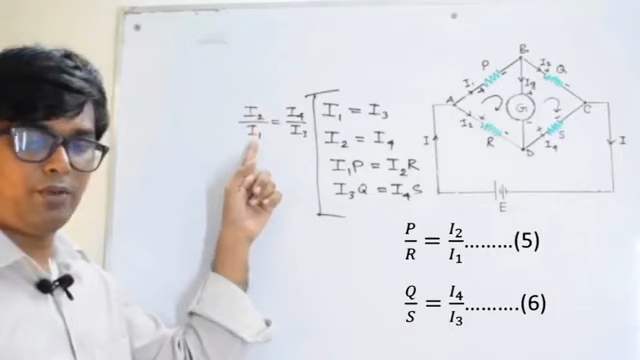 I₂/I₁ = I₄/I₃
I₁ = I₃
I₂ = I₄
I₁P = I₂R
I₃Q = I₄S
B
P
Q
I₁
I₃
Ig
A
G
C
I₂
R
S
I₄
D
I
I
E
P/R = I₂/I₁.........(5)
Q/S = I₄/I₃..........(6)